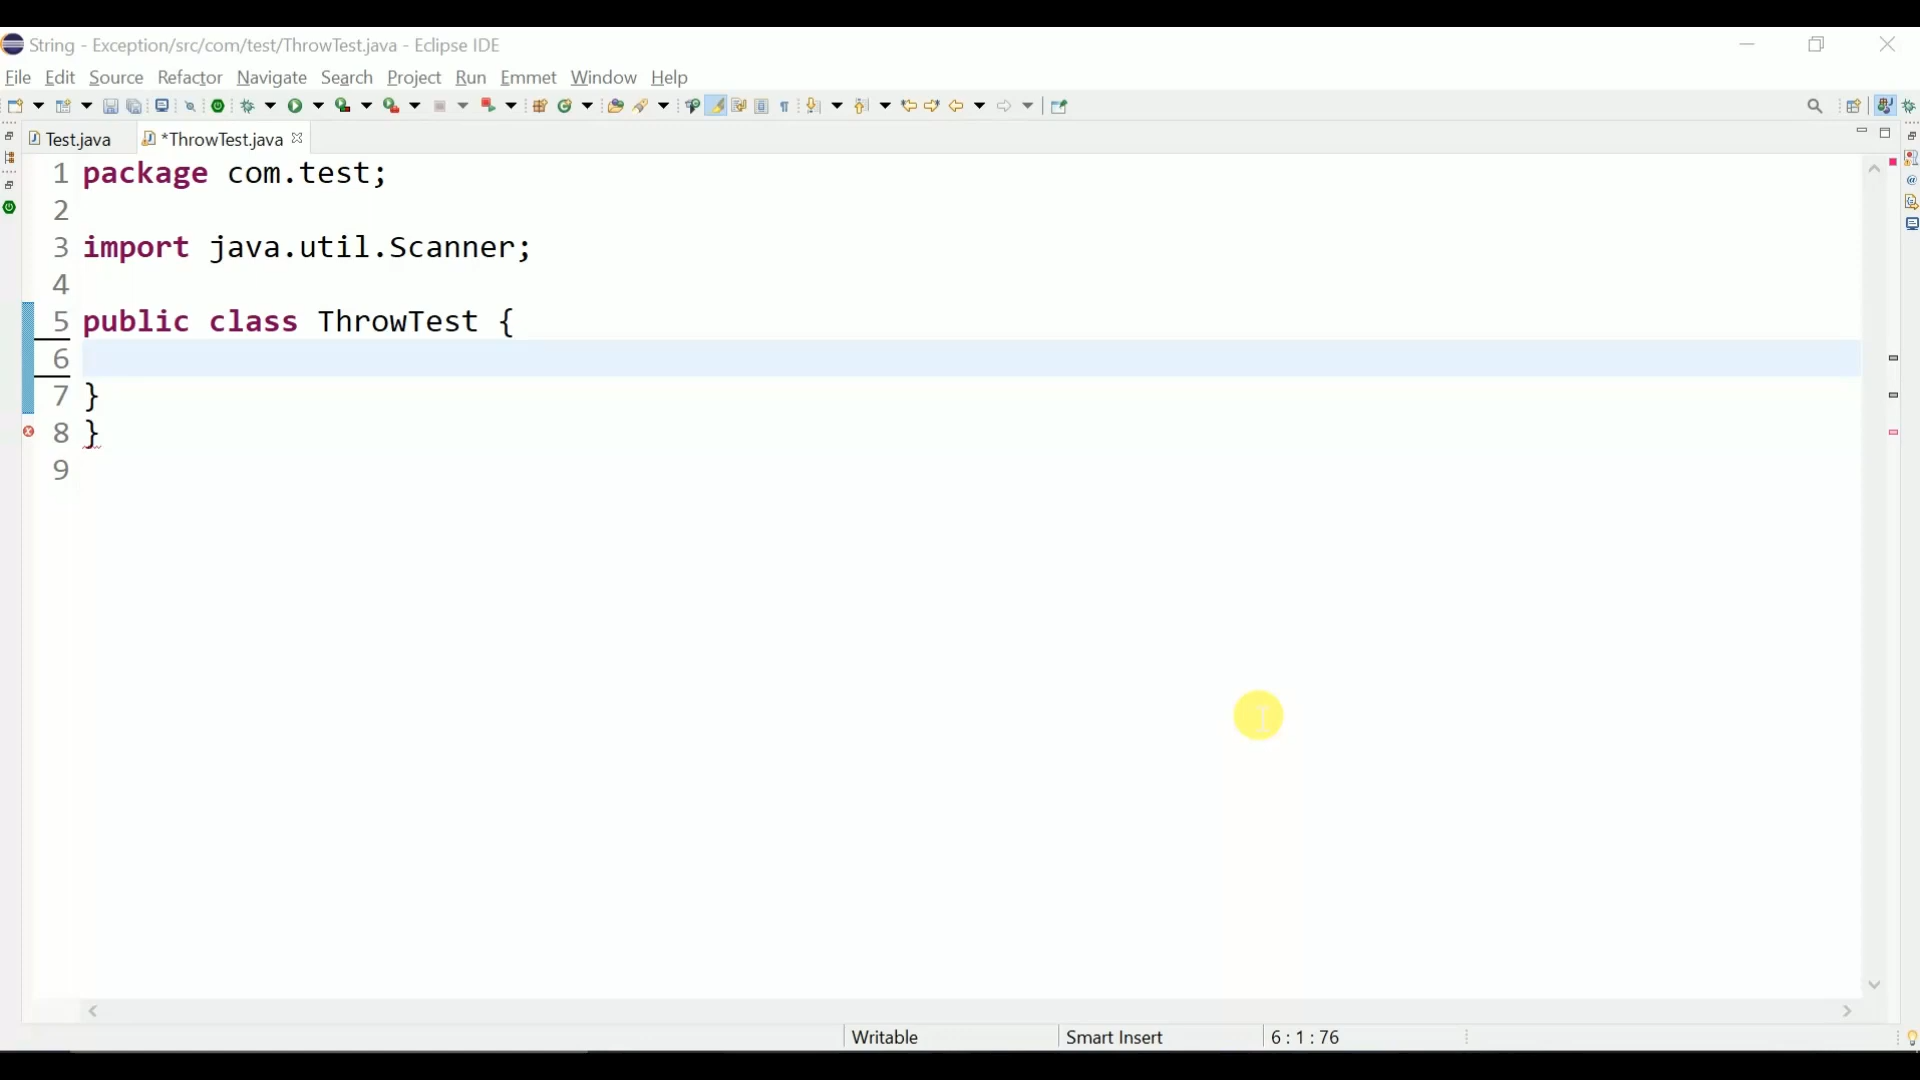 String - Exception/src/com/test/ThrowTest.java - Eclipse IDE
File Edit Source Refactor Navigate Search Project Run Emmet Window Help
Test.java *ThrowTest.java
1 package com.test;
2
3 import java.util.Scanner;
4
5 public class ThrowTest {
6
7 }
8 }
9
Writable Smart Insert 6 : 1 : 76